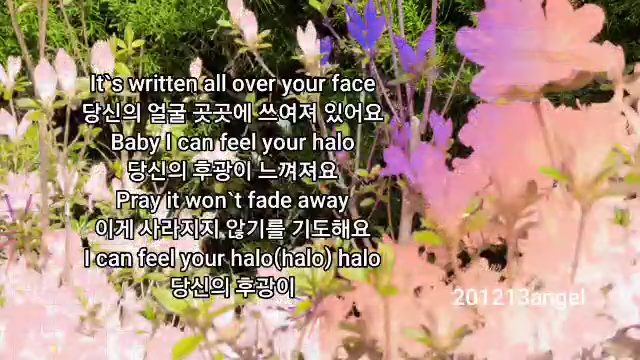 It`s written all over your face
당신의 얼굴 곳곳에 쓰여져 있어요
Baby I can feel your halo
당신의 후광이 느껴져요
Pray it won`t fade away
이게 사라지지 않기를 기도해요
I can feel your halo(halo) halo
당신의 후광이
201213angel